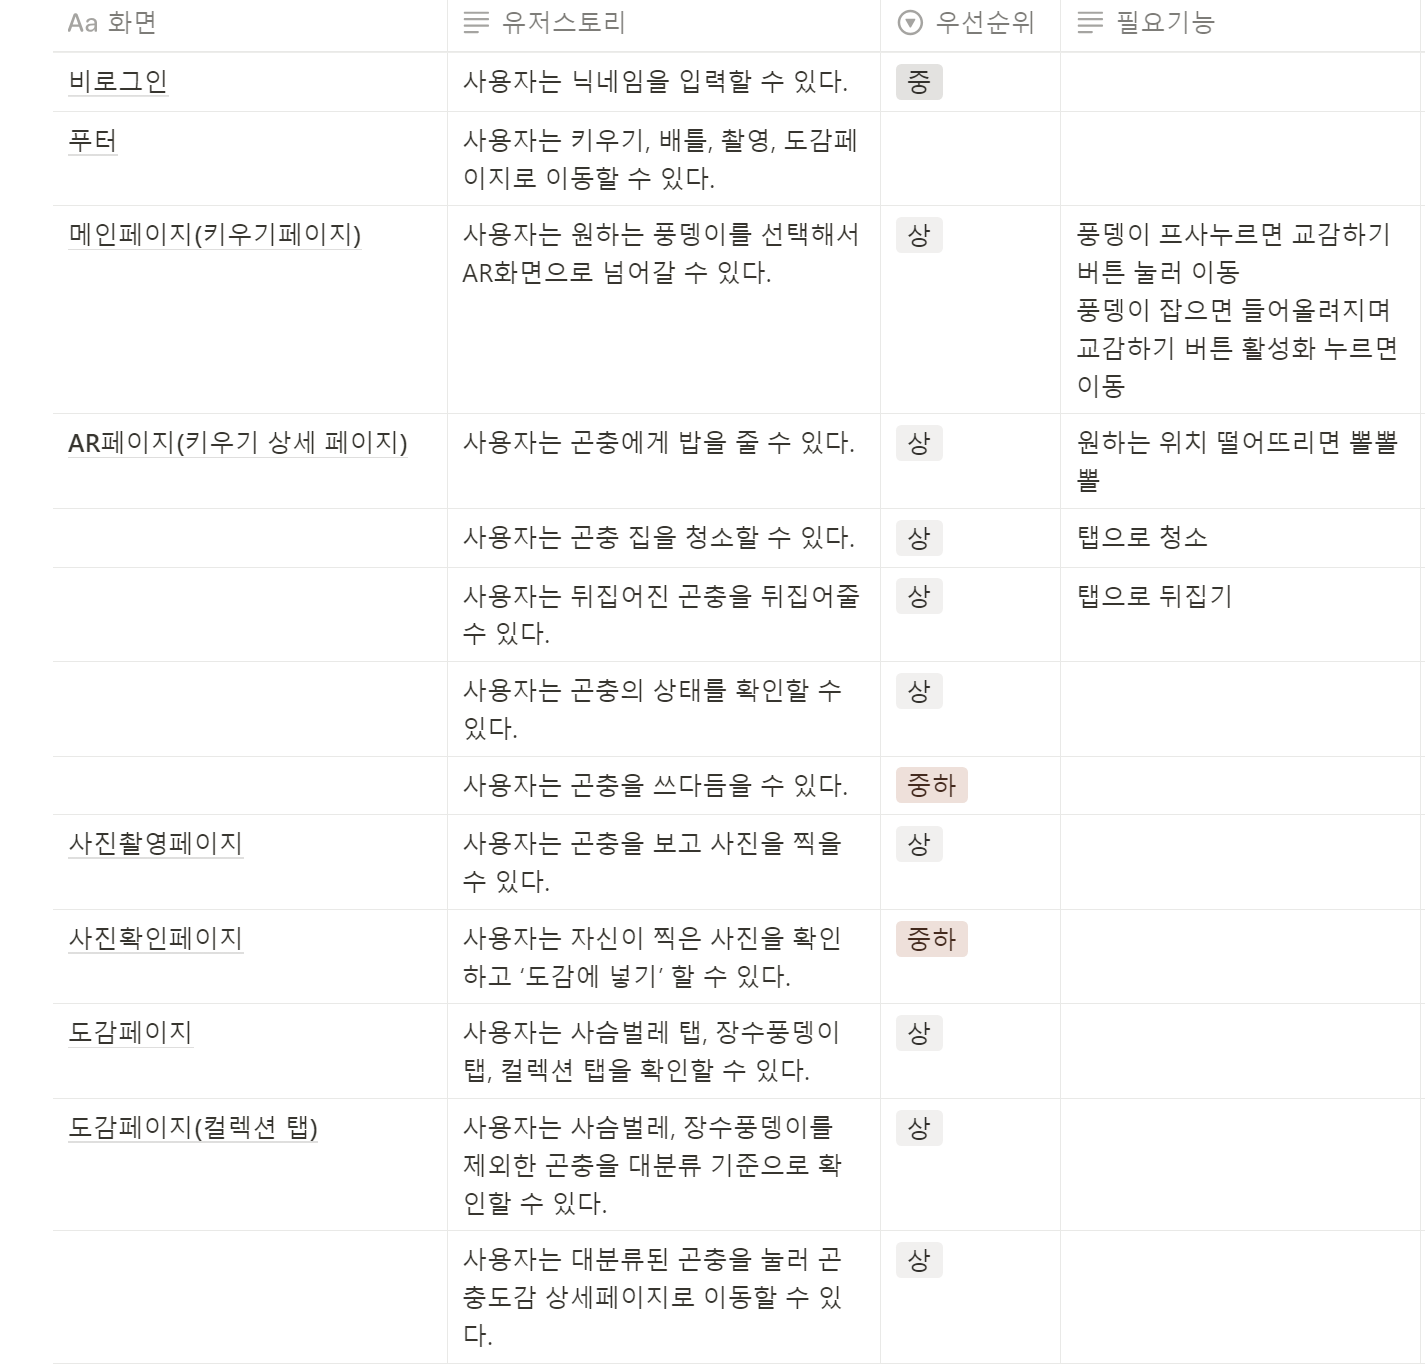 Aa 화면
유저스토리
우선순위
필요기능
비로그인
사용자는 닉네임을 입력할 수 있다.
중
푸터
사용자는 키우기, 배틀, 촬영, 도감페
이지로 이동할 수 있다.
메인페이지(키우기페이지)
사용자는 원하는 풍뎅이를 선택해서
AR화면으로 넘어갈 수 있다.
상
풍뎅이 프사누르면 교감하기
버튼 눌러 이동
풍뎅이 잡으면 들어올려지며
교감하기 버튼 활성화 누르면
이동
AR페이지(키우기 상세 페이지)
사용자는 곤충에게 밥을 줄 수 있다.
상
원하는 위치 떨어뜨리면 뽈뽈
뽈
사용자는 곤충 집을 청소할 수 있다.
상
탭으로 청소
사용자는 뒤집어진 곤충을 뒤집어줄
수 있다.
상
탭으로 뒤집기
사용자는 곤충의 상태를 확인할 수
있다.
상
사용자는 곤충을 쓰다듬을 수 있다.
중하
사진촬영페이지
사용자는 곤충을 보고 사진을 찍을
수 있다.
상
사진확인페이지
사용자는 자신이 찍은 사진을 확인
하고 ‘도감에 넣기’ 할 수 있다.
중하
도감페이지
사용자는 사슴벌레 탭, 장수풍뎅이
탭, 컬렉션 탭을 확인할 수 있다.
상
도감페이지(컬렉션 탭)
사용자는 사슴벌레, 장수풍뎅이를
제외한 곤충을 대분류 기준으로 확
인할 수 있다.
상
사용자는 대분류된 곤충을 눌러 곤
충도감 상세페이지로 이동할 수 있
다.
상